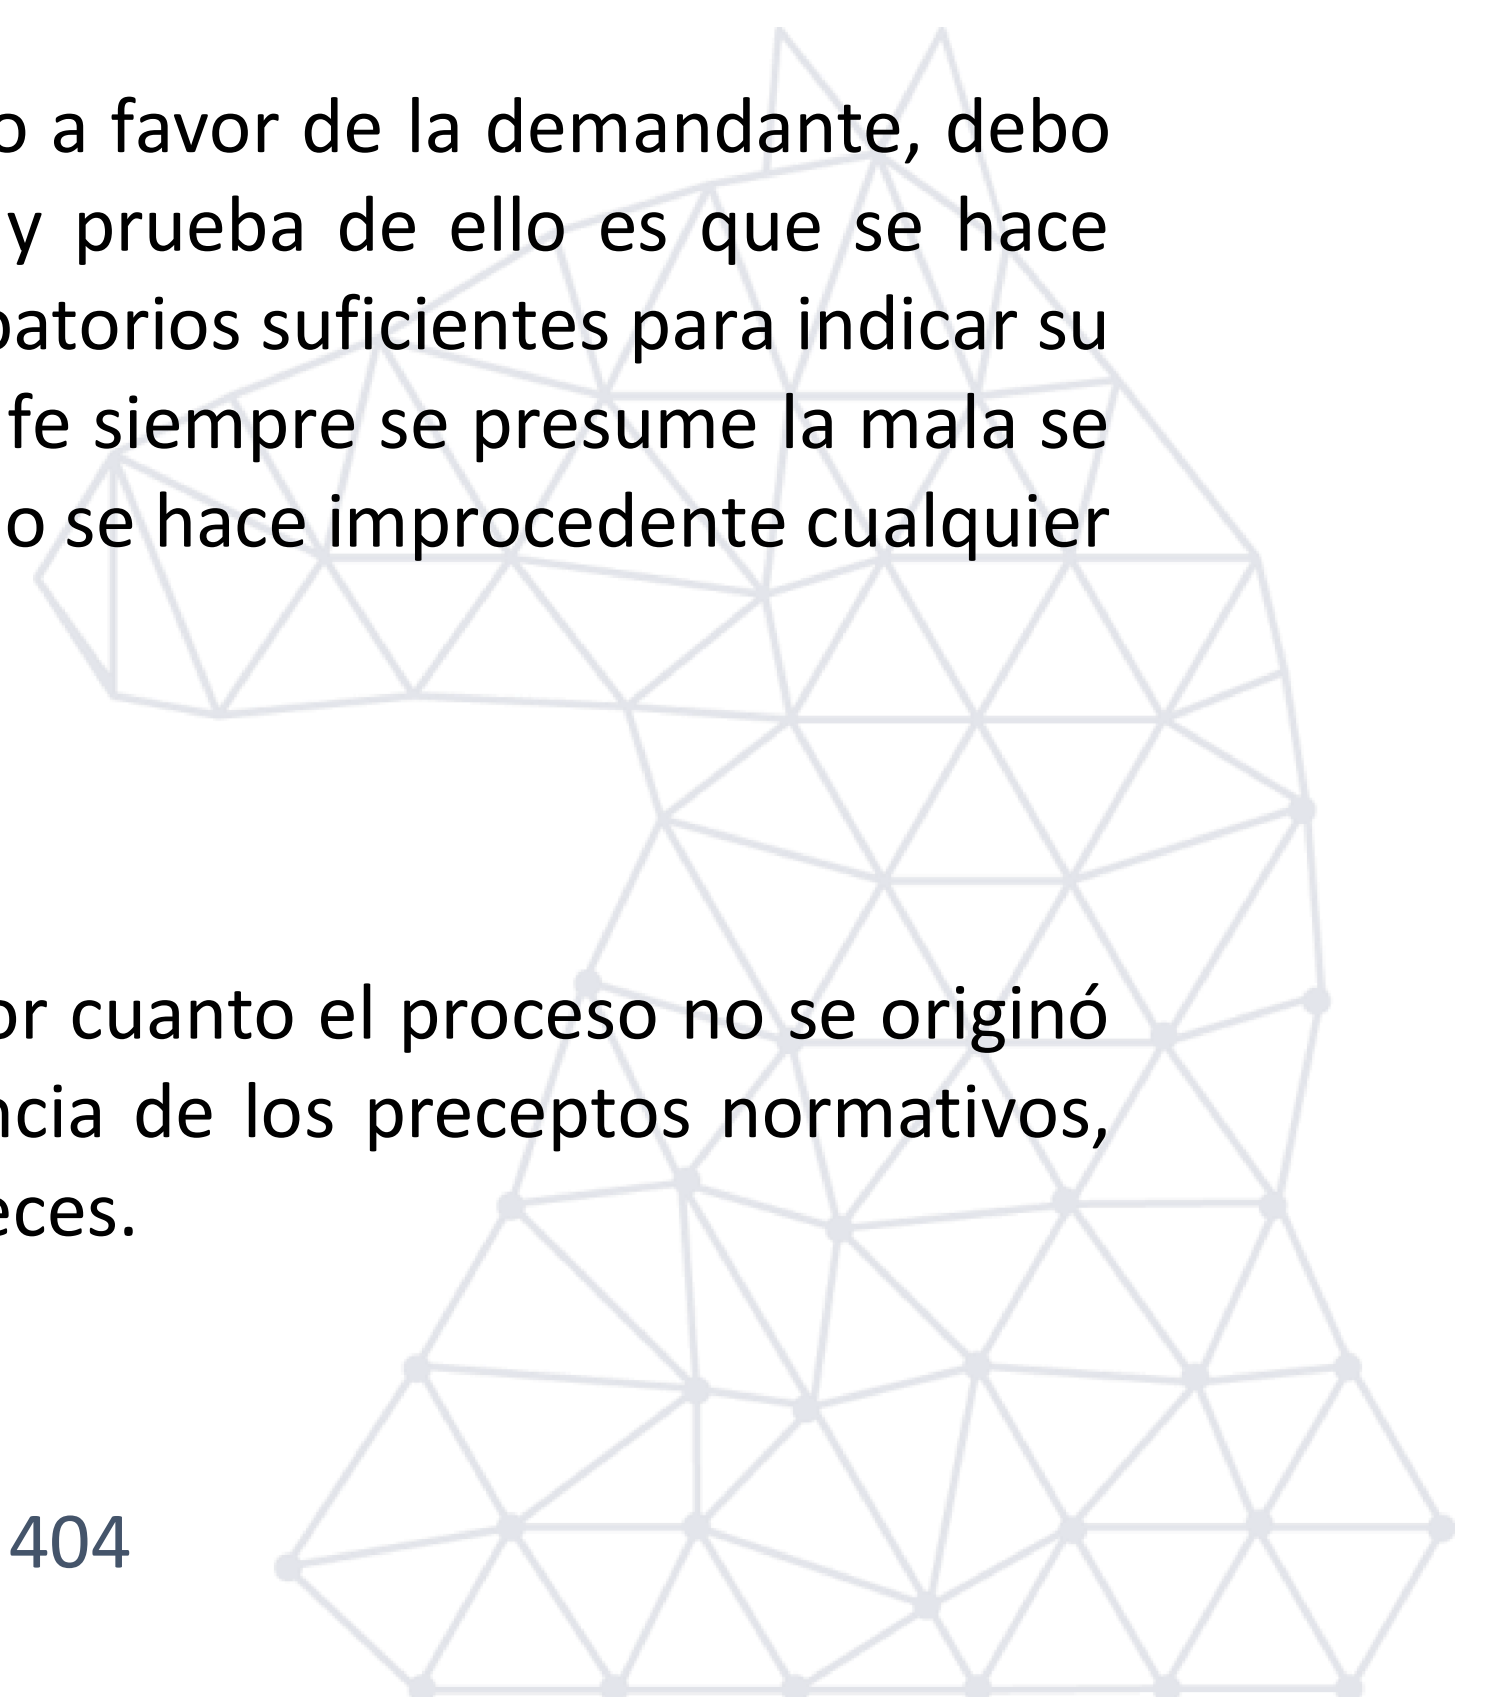 o a favor de la demandante, debo
y prueba de ello es que se hace
batorios suficientes para indicar su
fe siempre se presume la mala se
o se hace improcedente cualquier
or cuanto el proceso no se originó
ncia de los preceptos normativos,
eces.
404